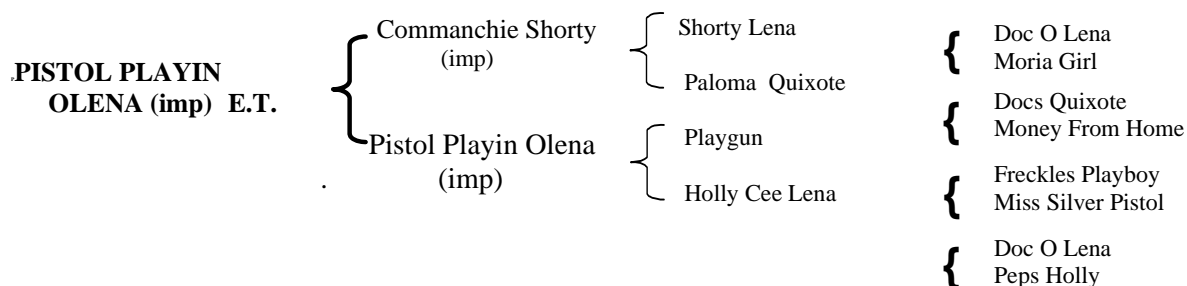 PISTOL PLAYIN
OLENA (imp) E.T.
Commanchie Shorty
(imp)
Pistol Playin Olena
(imp)
.
Shorty Lena
Paloma Quixote
Playgun
Holly Cee Lena
Doc O Lena
Moria Girl
Docs Quixote
Money From Home
Freckles Playboy
Miss Silver Pistol
Doc O Lena
Peps Holly